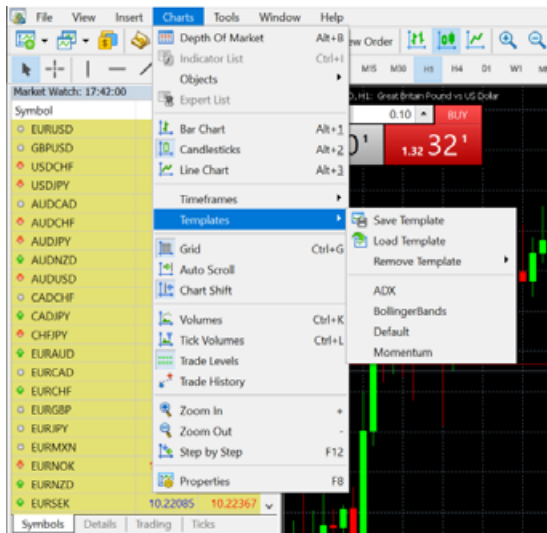 File View Insert Charts Tools Window Help
Depth Of Market Alt+B
ew Order
Indicator List Ctrl+I
Objects
M15 M30 H1 H4 D1 W1
Expert List
Market Watch: 17:42:00
, H1: Great Britain Pound vs US Dollar
Symbol
0.10 BUY
Bar Chart Alt+1
Candlesticks Alt+2
1.32 32 1
Line Chart Alt+3
Timeframes
Templates
Save Template
Load Template
Remove Template
ADX
BollingerBands
Default
Momentum
Grid Ctrl+G
Auto Scroll
Chart Shift
Volumes Ctrl+K
Tick Volumes Ctrl+L
Trade Levels
Trade History
Zoom In +
Zoom Out -
Step by Step F12
Properties F8
EURUSD
GBPUSD
USDCHF
USDJPY
AUDCAD
AUDCHF
AUDJPY
AUDNZD
AUDUSD
CADCHF
CADJPY
CHFJPY
EURAUD
EURCAD
EURCHF
EURGBP
EURJPY
EURMXN
EURNOK
EURNZD
EURSEK 10.22085 10.22367
Symbols Details Trading Ticks